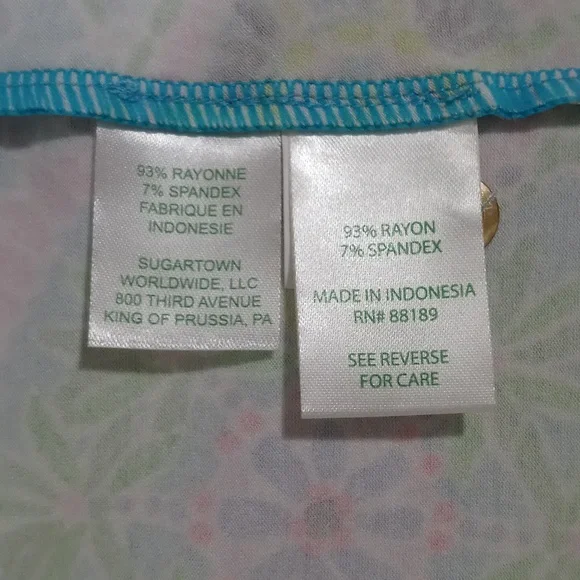 93% RAYONNE
7% SPANDEX
FABRIQUE EN
INDONESIE
SUGARTOWN
WORLDWIDE, LLC
800 THIRD AVENUE
KING OF PRUSSIA, PA
93% RAYON
7% SPANDEX
MADE IN INDONESIA
RN# 88189
SEE REVERSE
FOR CARE